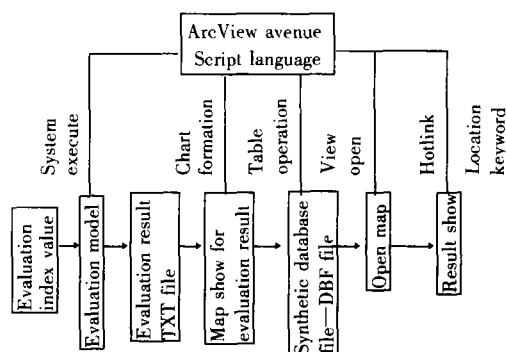 ArcView avenue
Script language
System
execute
Chart
formation
Table
operation
View
open
Hotlink
Location
keyword
Evaluation
index value
Evaluation model
Evaluation result
TXT file
Map show for
evaluation result
Synthetic database
file—DBF file
Open map
Result show